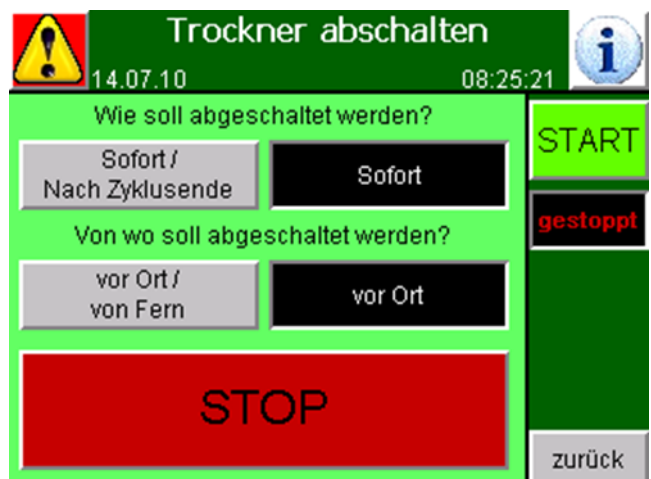 Trockner abschalten
14.07.10 08:25:21
Wie soll abgeschaltet werden?
Sofort /
Nach Zyklusende
Sofort
Von wo soll abgeschaltet werden?
vor Ort /
von Fern
vor Ort
STOP
START
gestoppt
zurück